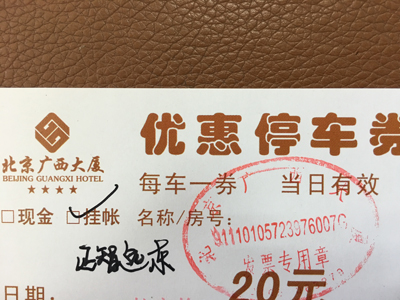 优惠停车券
北京广西大厦
BEIJING GUANGXI HOTEL
★★★★
每车一券 当日有效
□现金 ☑挂帐 名称/房号:
发票专用章
20元